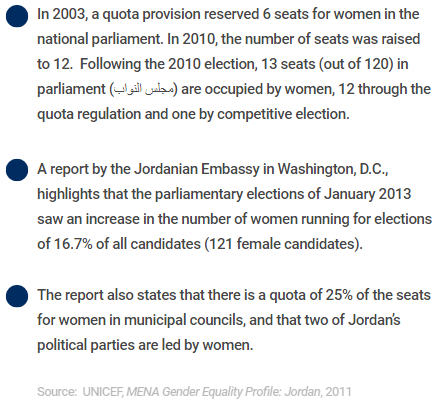 In 2003, a quota provision reserved 6 seats for women in the
national parliament. In 2010, the number of seats was raised
to 12.  Following the 2010 election, 13 seats (out of 120) in
parliament (مجلس النواب) are occupied by women, 12 through the
quota regulation and one by competitive election.
A report by the Jordanian Embassy in Washington, D.C.,
highlights that the parliamentary elections of January 2013
saw an increase in the number of women running for elections
of 16.7% of all candidates (121 female candidates).
The report also states that there is a quota of 25% of the seats
for women in municipal councils, and that two of Jordan's
political parties are led by women.
Source:  UNICEF, MENA Gender Equality Profile: Jordan, 2011